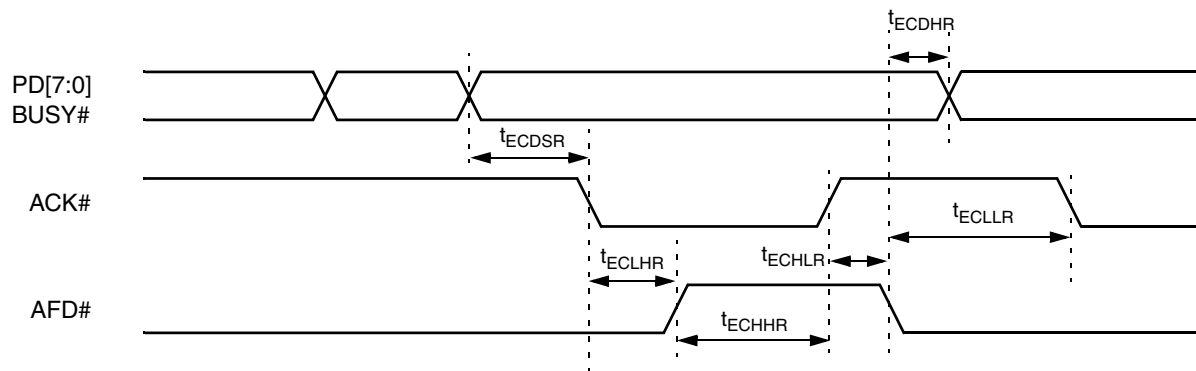 tECDHR
PD[7:0]
BUSY#
tECDSR
ACK#
tECLLR
tECHLR
tECLHR
AFD#
tECHHR